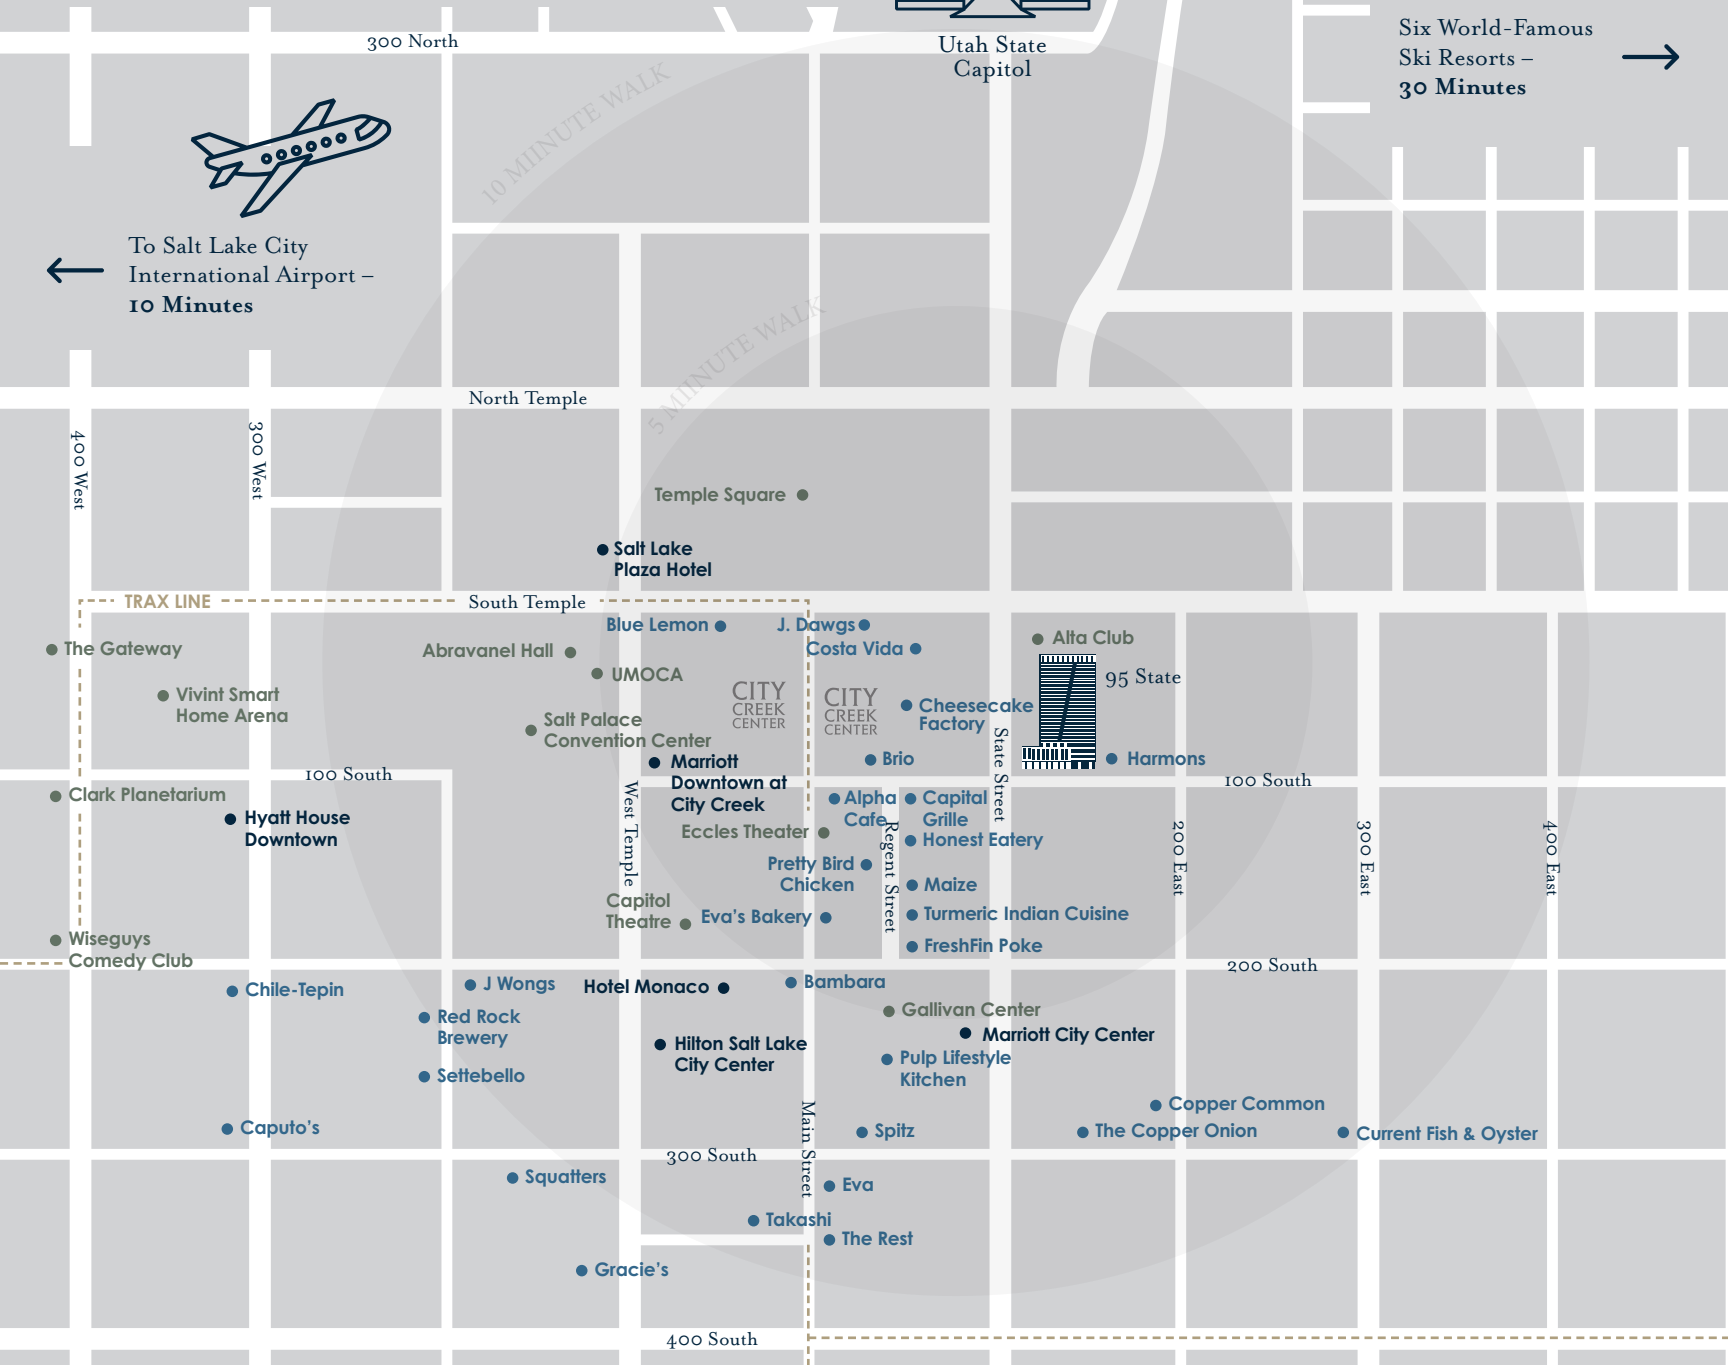 Utah State
Capitol
Six World-Famous
Ski Resorts –
30 Minutes
300 North
10 MIINUTE WALK
To Salt Lake City
International Airport –
10 Minutes
5 MIINUTE WALK
North Temple
400 West
300 West
Temple Square
Salt Lake
Plaza Hotel
TRAX LINE
South Temple
Blue Lemon
J. Dawgs
Costa Vida
Alta Club
The Gateway
Abravanel Hall
UMOCA
95 State
Vivint Smart
Home Arena
CITY
CREEK
CENTER
CITY
CREEK
CENTER
Cheesecake
Factory
Salt Palace
Convention Center
Marriott
Downtown at
City Creek
Brio
State Street
Harmons
100 South
100 South
Clark Planetarium
Hyatt House
Downtown
West Temple
Alpha
Cafe
Capital
Grille
Eccles Theater
Regent Street
Honest Eatery
200 East
300 East
400 East
Pretty Bird
Chicken
Maize
Capitol
Theatre
Eva's Bakery
Turmeric Indian Cuisine
Wiseguys
Comedy Club
FreshFin Poke
200 South
Chile-Tepin
J Wongs
Hotel Monaco
Bambara
Red Rock
Brewery
Gallivan Center
Hilton Salt Lake
City Center
Marriott City Center
Pulp Lifestyle
Kitchen
Settebello
Copper Common
Caputo's
Main Street
Spitz
The Copper Onion
Current Fish & Oyster
300 South
Squatters
Eva
Takashi
The Rest
Gracie's
400 South